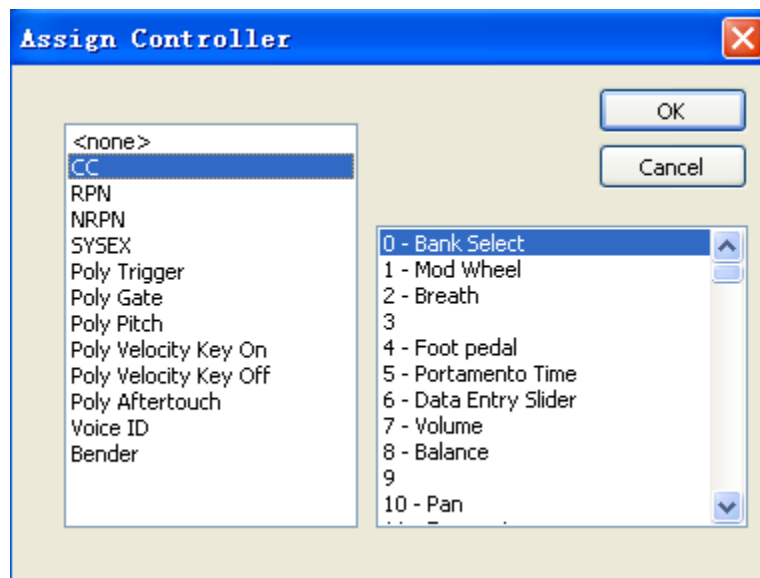 Assign Controller
OK
Cancel
<none>
CC
RPN
NRPN
SYSEX
Poly Trigger
Poly Gate
Poly Pitch
Poly Velocity Key On
Poly Velocity Key Off
Poly Aftertouch
Voice ID
Bender
0 - Bank Select
1 - Mod Wheel
2 - Breath
3
4 - Foot pedal
5 - Portamento Time
6 - Data Entry Slider
7 - Volume
8 - Balance
9
10 - Pan